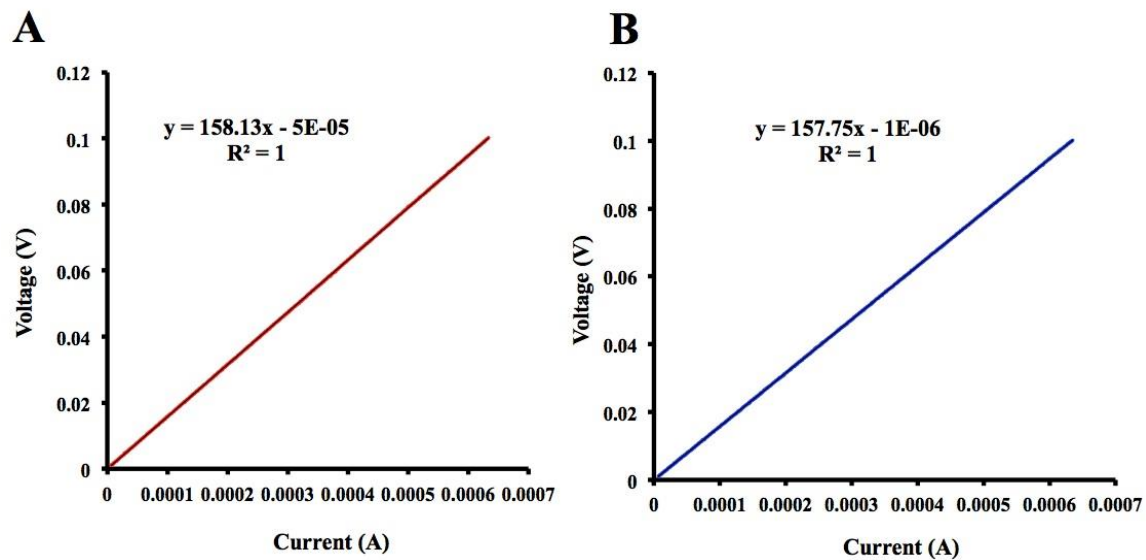 A
0.12
0.1
0.08
0.06
0.04
0.02
0
y = 158.13x - 5E-05
R² = 1
Voltage (V)
0 0.0001 0.0002 0.0003 0.0004 0.0005 0.0006 0.0007
Current (A)
B
0.12
0.1
0.08
0.06
0.04
0.02
0
y = 157.75x - 1E-06
R² = 1
Voltage (V)
0 0.0001 0.0002 0.0003 0.0004 0.0005 0.0006 0.0007
Current (A)